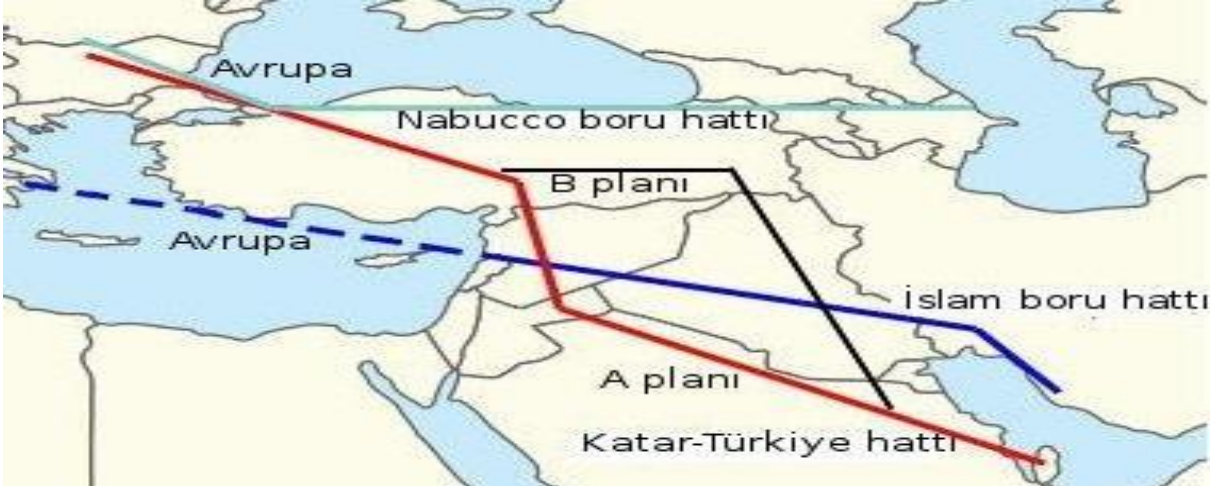 Avrupa
Nabucco boru hattı
B planı
Avrupa
İslam boru hattı
A planı
Katar-Türkiye hattı